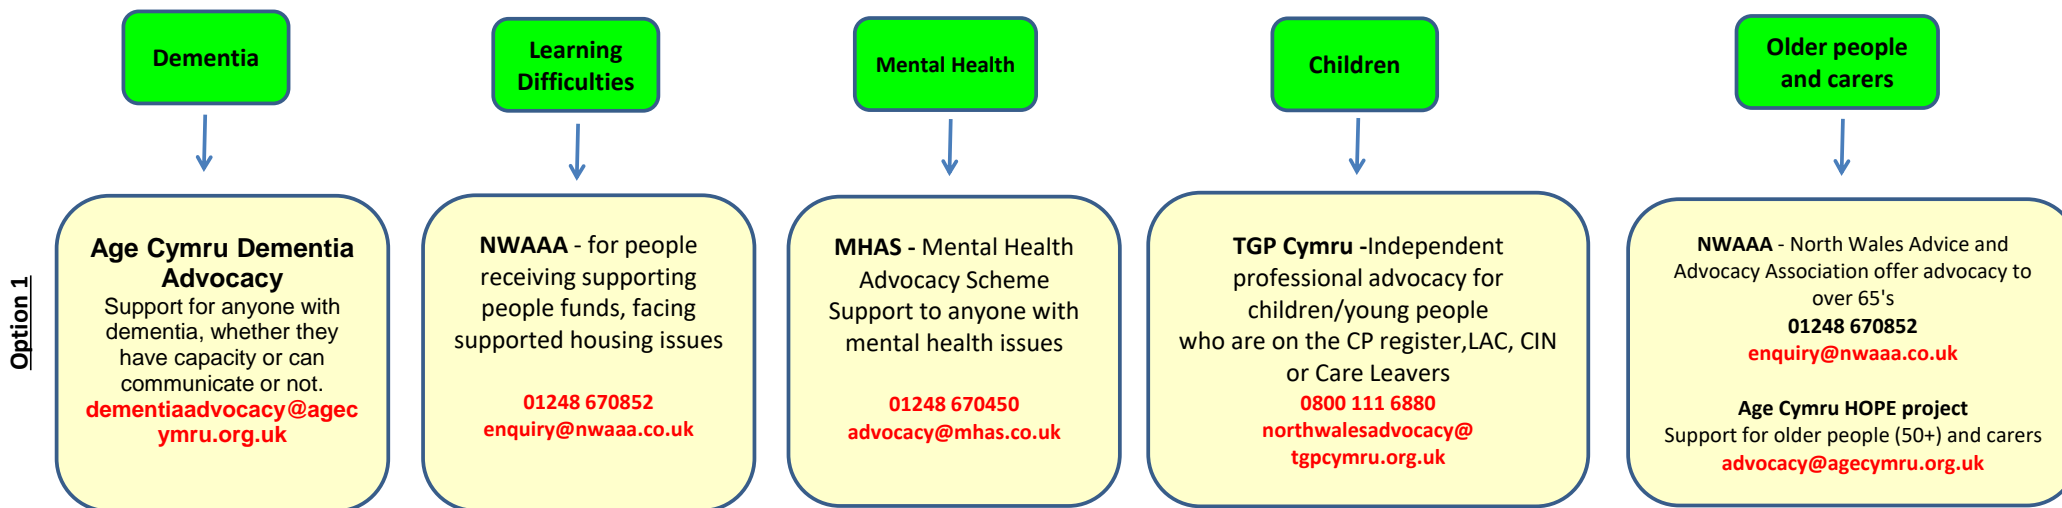 Dementia
Learning
Difficulties
Mental Health
Children
Older people
and carers
Option 1
Age Cymru Dementia
Advocacy
Support for anyone with
dementia, whether they
have capacity or can
communicate or not.
dementiaadvocacy@agec
ymru.org.uk
NWAAA - for people
receiving supporting
people funds, facing
supported housing issues
01248 670852
enquiry@nwaaa.co.uk
MHAS - Mental Health
Advocacy Scheme
Support to anyone with
mental health issues
01248 670450
advocacy@mhas.co.uk
TGP Cymru -Independent
professional advocacy for
children/young people
who are on the CP register,LAC, CIN
or Care Leavers
0800 111 6880
northwalesadvocacy@
tgpcymru.org.uk
NWAAA - North Wales Advice and
Advocacy Association offer advocacy to
over 65's
01248 670852
enquiry@nwaaa.co.uk
Age Cymru HOPE project
Support for older people (50+) and carers
advocacy@agecymru.org.uk